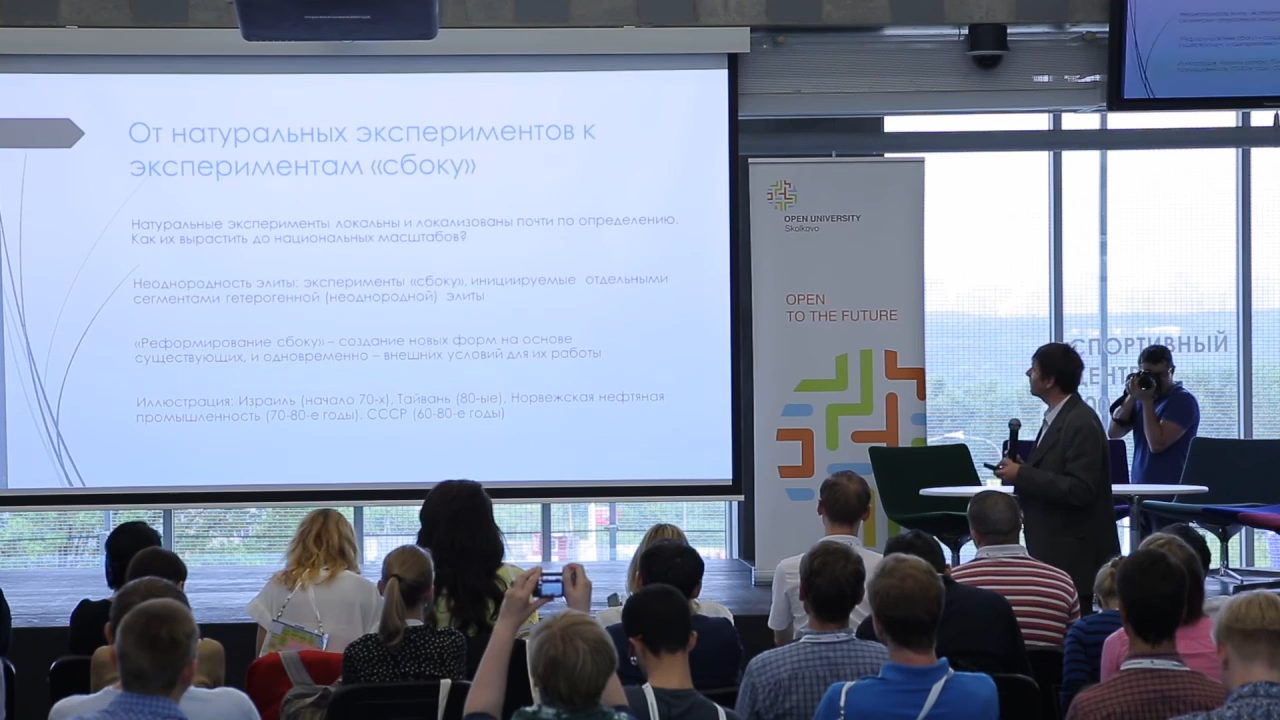 От натуральных экспериментов к
экспериментам «сбоку»
Натуральные эксперименты локальны и локализованы почти по определению.
Как их вырастить до национальных масштабов?
Неоднородность элиты: эксперименты «сбоку», инициируемые отдельными
сегментами гетерогенной (неоднородной) элиты
«Реформирование сбоку» – создание новых форм на основе
существующих, и одновременно – внешних условий для их работы
Иллюстрация: Израиль (начало 70-х), Тайвань (80-ые), Норвежская нефтяная
промышленность (70-80-е годы), СССР (60-80-е годы)
OPEN UNIVERSITY
Skolkovo
OPEN
TO THE FUTURE
СПОРТИВНЫЙ